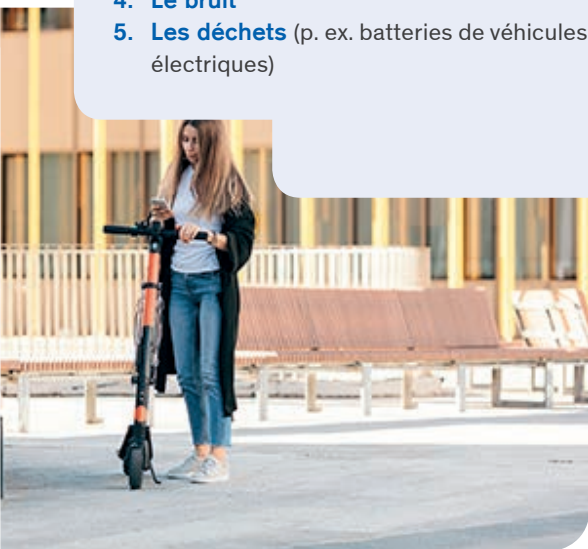 4. Le bruit
5. Les déchets (p. ex. batteries de véhicules
électriques)